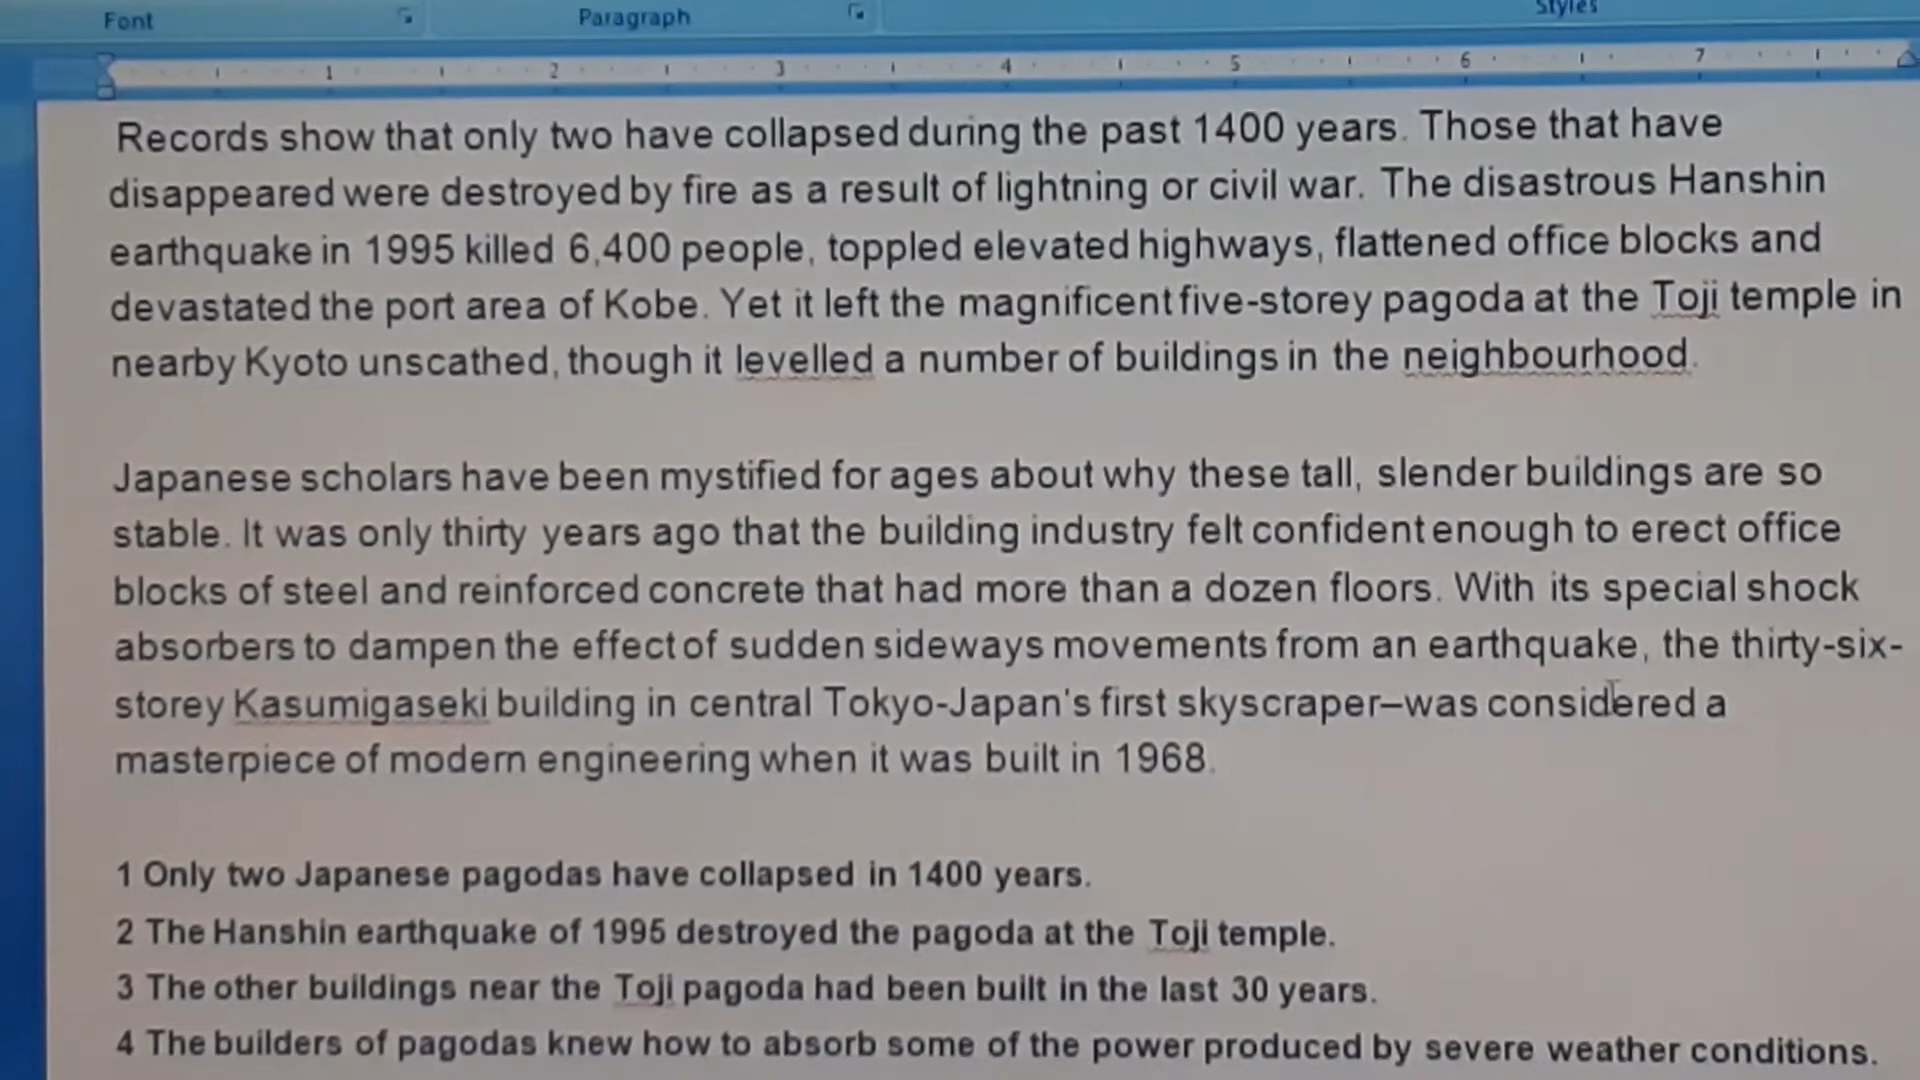 Font Paragraph Styles
1 2 3 4 5 6 7
Records show that only two have collapsed during the past 1400 years. Those that have
disappeared were destroyed by fire as a result of lightning or civil war. The disastrous Hanshin
earthquake in 1995 killed 6,400 people, toppled elevated highways, flattened office blocks and
devastated the port area of Kobe. Yet it left the magnificent five-storey pagoda at the Toji temple in
nearby Kyoto unscathed, though it levelled a number of buildings in the neighbourhood.
Japanese scholars have been mystified for ages about why these tall, slender buildings are so
stable. It was only thirty years ago that the building industry felt confident enough to erect office
blocks of steel and reinforced concrete that had more than a dozen floors. With its special shock
absorbers to dampen the effect of sudden sideways movements from an earthquake, the thirty-six-
storey Kasumigaseki building in central Tokyo-Japan's first skyscraper–was considered a
masterpiece of modern engineering when it was built in 1968.
1 Only two Japanese pagodas have collapsed in 1400 years.
2 The Hanshin earthquake of 1995 destroyed the pagoda at the Toji temple.
3 The other buildings near the Toji pagoda had been built in the last 30 years.
4 The builders of pagodas knew how to absorb some of the power produced by severe weather conditions.